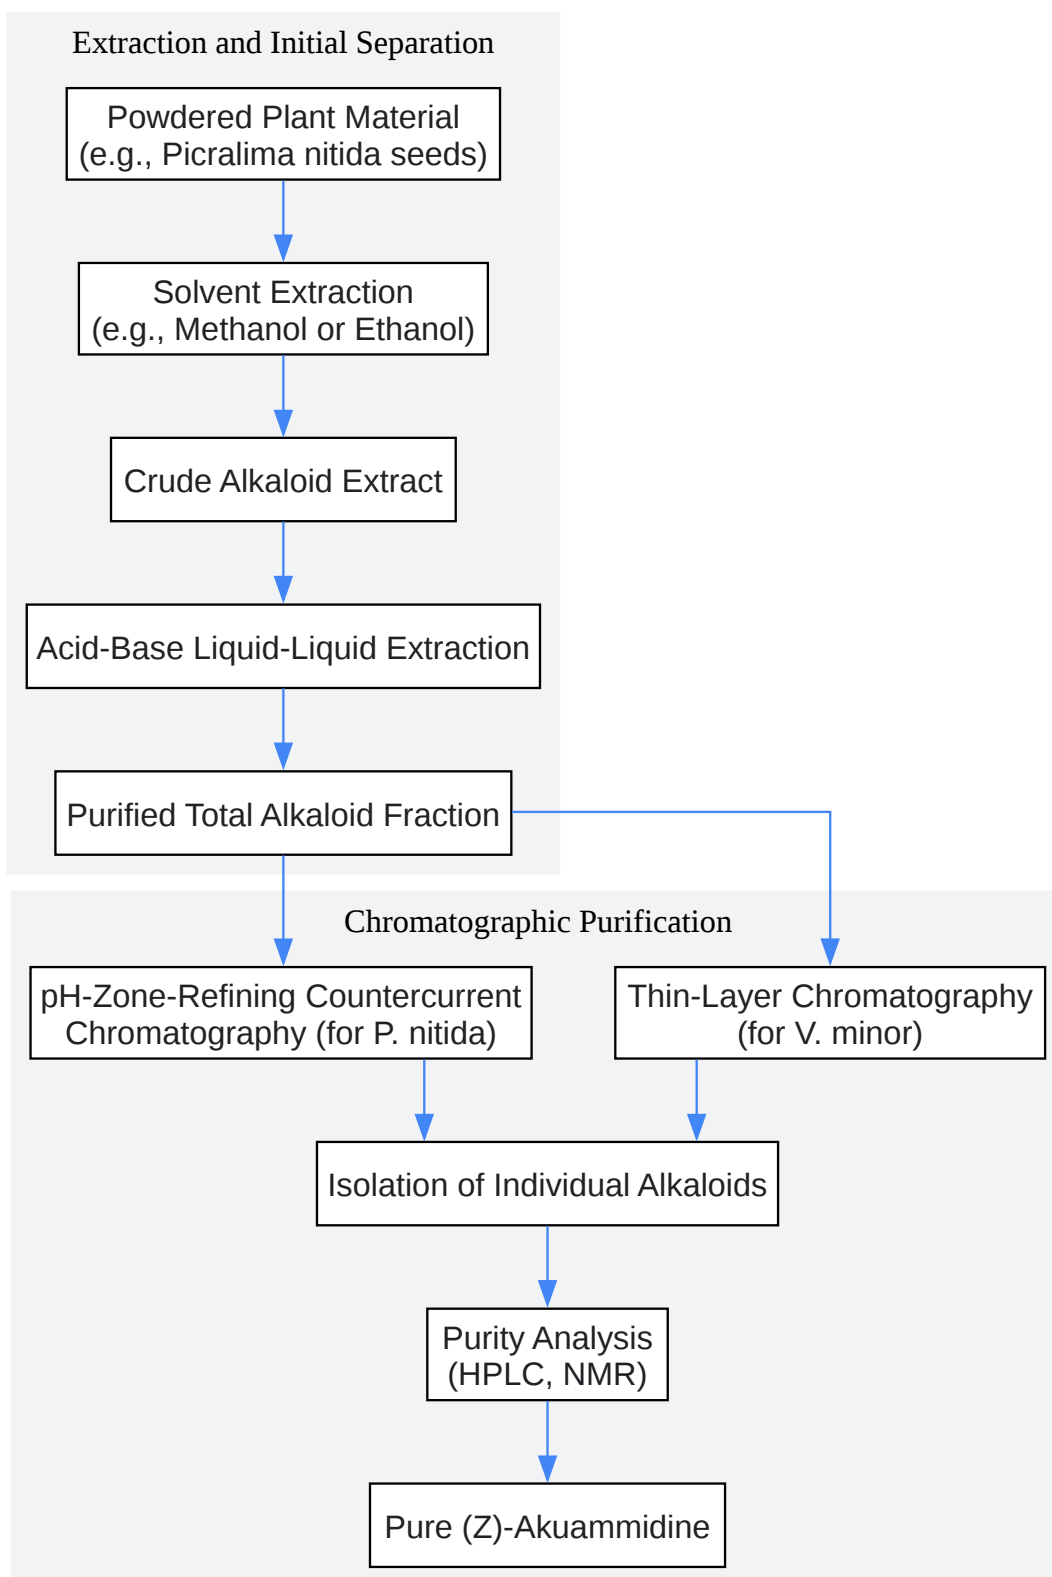 Extraction and Initial Separation
Powdered Plant Material
(e.g., Picralima nitida seeds)
Solvent Extraction
(e.g., Methanol or Ethanol)
Crude Alkaloid Extract
Acid-Base Liquid-Liquid Extraction
Purified Total Alkaloid Fraction
Chromatographic Purification
pH-Zone-Refining Countercurrent
Chromatography (for P. nitida)
Thin-Layer Chromatography
(for V. minor)
Isolation of Individual Alkaloids
Purity Analysis
(HPLC, NMR)
Pure (Z)-Akuammidine